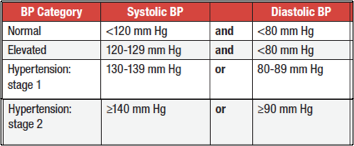 BP Category Systolic BP Diastolic BP
Normal <120 mm Hg and <80 mm Hg
Elevated 120-129 mm Hg and <80 mm Hg
Hypertension: 130-139 mm Hg or 80-89 mm Hg
stage 1
Hypertension: ≥140 mm Hg or ≥90 mm Hg
stage 2